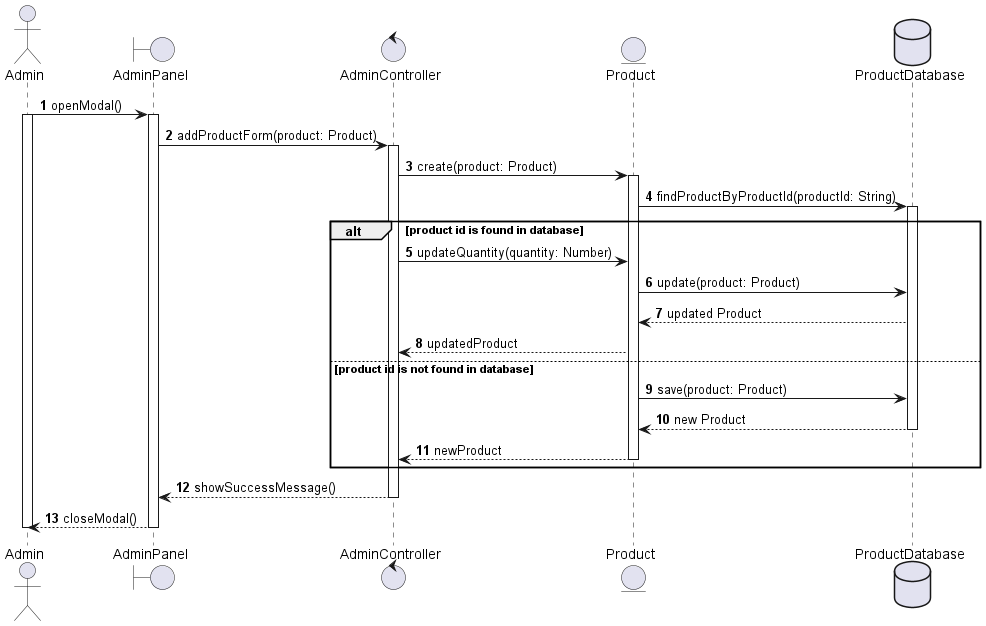 Admin
AdminPanel
AdminController
Product
ProductDatabase
1 openModal()
2 addProductForm(product: Product)
3 create(product: Product)
4 findProductByProductId(productId: String)
alt [product id is found in database]
5 updateQuantity(quantity: Number)
6 update(product: Product)
7 updated Product
8 updatedProduct
[product id is not found in database]
9 save(product: Product)
10 new Product
11 newProduct
12 showSuccessMessage()
13 closeModal()
Admin
AdminPanel
AdminController
Product
ProductDatabase